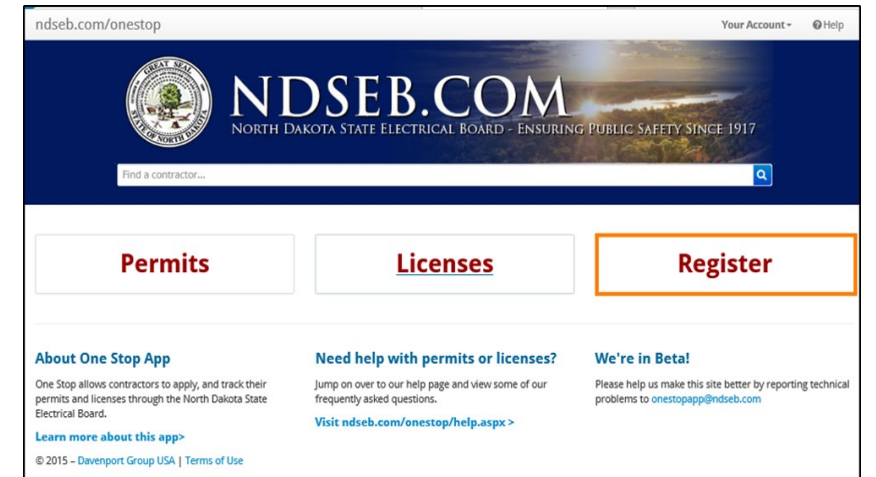 ndseb.com/onestop
Your Account
Help
GREAT SEAL
STATE OF NORTH DAKOTA
NDSEB.COM
NORTH DAKOTA STATE ELECTRICAL BOARD - ENSURING PUBLIC SAFETY SINCE 1917
Find a contractor...
Permits
Licenses
Register
About One Stop App
One Stop allows contractors to apply, and track their
permits and licenses through the North Dakota State
Electrical Board.
Learn more about this app>
© 2015 – Davenport Group USA | Terms of Use
Need help with permits or licenses?
Jump on over to our help page and view some of our
frequently asked questions.
Visit ndseb.com/onestop/help.aspx >
We're in Beta!
Please help us make this site better by reporting technical
problems to onestopapp@ndseb.com